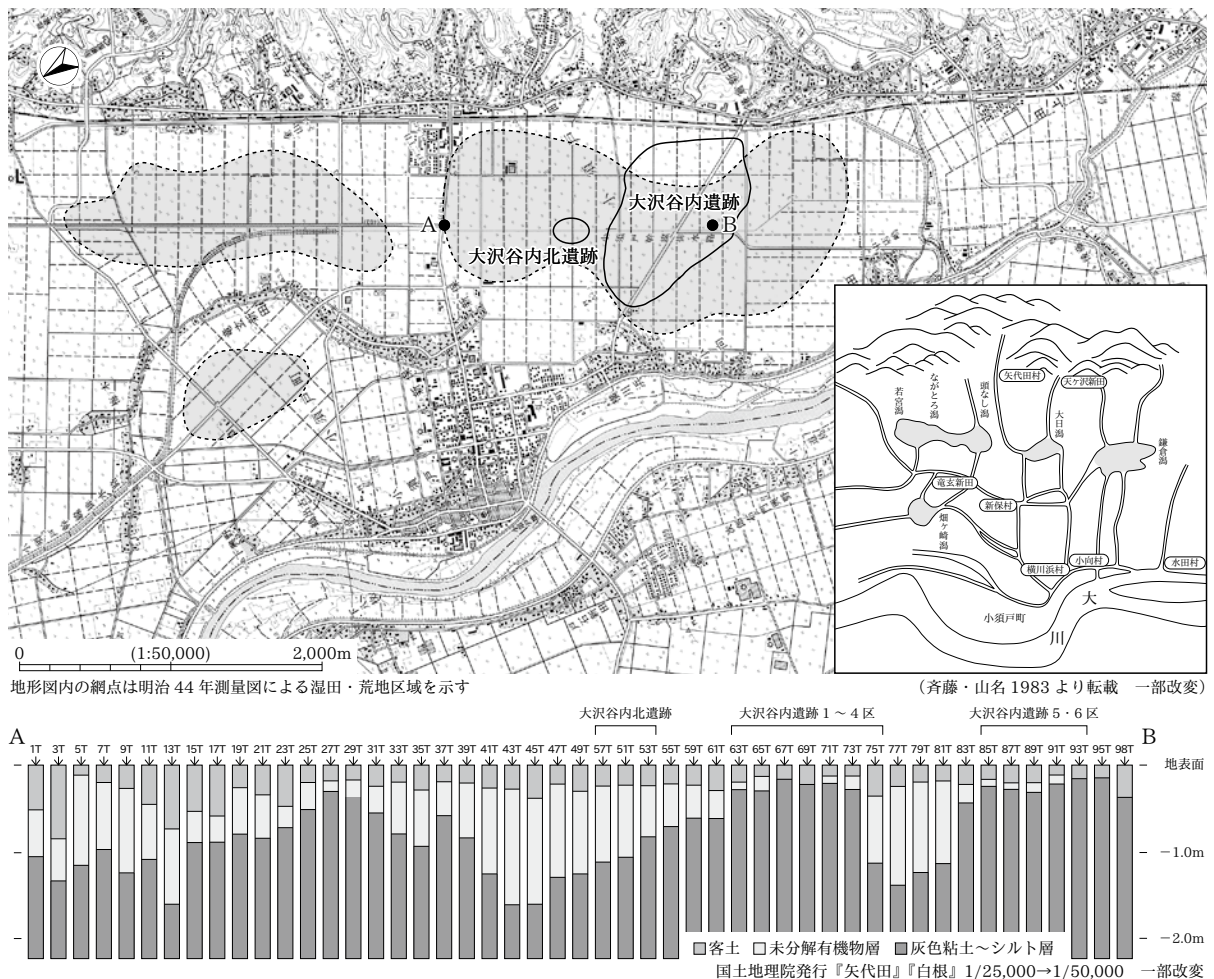 A
大沢谷内北遺跡
大沢谷内遺跡
B
若宮潟
ながとろ潟
頭なし潟
矢代田村
天ヶ沢新田
大日潟
鎌倉潟
竜玄新田
新保村
畑ヶ崎潟
横川浜村
小向村
水田村
小須戸町
大
川
0 (1:50,000) 2,000m
地形図内の網点は明治 44 年測量図による湿田・荒地区域を示す
(斉藤・山名 1983 より転載 一部改変)
大沢谷内北遺跡 大沢谷内遺跡 1 〜 4 区 大沢谷内遺跡 5・6 区
A 1T 3T 5T 7T 9T 11T 13T 15T 17T 19T 21T 23T 25T 27T 29T 31T 33T 35T 37T 39T 41T 43T 45T 47T 49T 57T 51T 53T 55T 59T 61T 63T 65T 67T 69T 71T 73T 75T 77T 79T 81T 83T 85T 87T 89T 91T 93T 95T 98T B
地表面
−1.0m
−2.0m
客土 未分解有機物層 灰色粘土〜シルト層
国土地理院発行『矢代田』『白根』1/25,000→1/50,000 一部改変